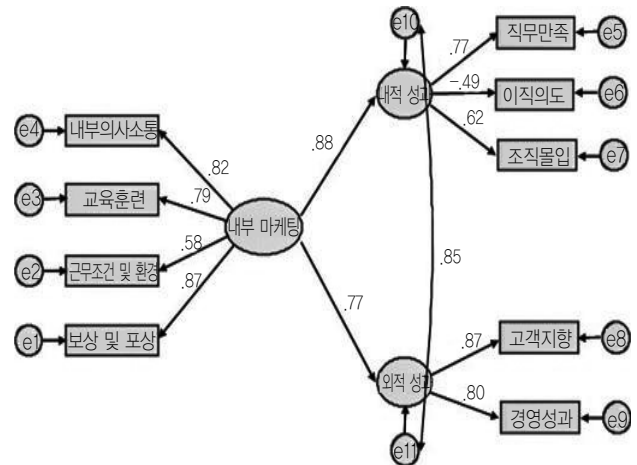 e10
직무만족
e5
.77
내적 성과
-.49
이직의도
e6
.62
조직몰입
e7
e4
내부의사소통
.88
.82
e3
교육훈련
.79
내부 마케팅
e2
근무조건 및 환경
.58
.85
.87
e1
보상 및 포상
.77
.87
고객지향
e8
외적 성과
.80
경영성과
e9
e11